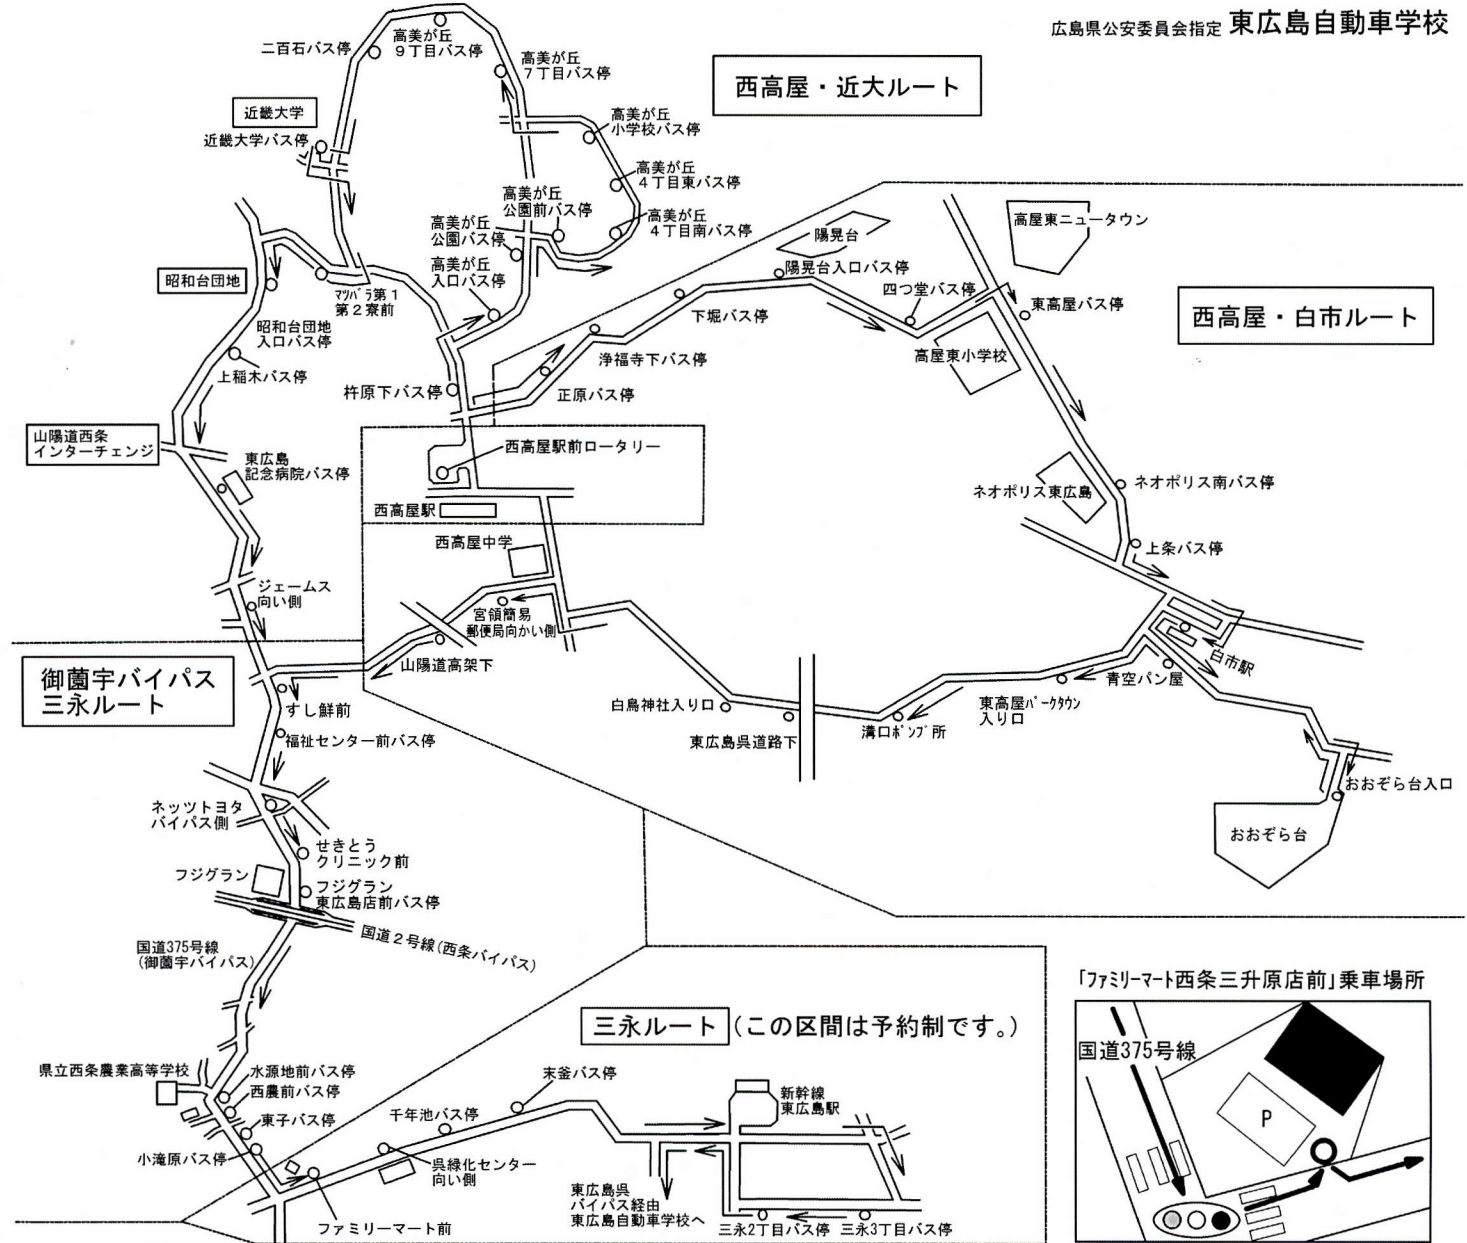 広島県公安委員会指定 東広島自動車学校
西高屋・近大ルート
二百石バス停
高美が丘
９丁目バス停
高美が丘
７丁目バス停
近畿大学
近畿大学バス停
高美が丘
小学校バス停
高美が丘
４丁目東バス停
高美が丘
４丁目南バス停
高美が丘
公園前バス停
高美が丘
公園バス停
高美が丘
入口バス停
昭和台団地
ﾏﾂﾊﾞﾗ第１
第２寮前
昭和台団地
入口バス停
上稲木バス停
杵原下バス停
山陽道西条
インターチェンジ
東広島
記念病院バス停
ジェームス
向い側
西高屋・白市ルート
陽晃台
高屋東ニュータウン
陽晃台入口バス停
四つ堂バス停
東高屋バス停
下堀バス停
高屋東小学校
浄福寺下バス停
正原バス停
西高屋駅前ロータリー
西高屋駅
西高屋中学
ネオポリス東広島
ネオポリス南バス停
上条バス停
宮領簡易
郵便局向かい側
山陽道高架下
白鳥神社入り口
東広島呉道路下
溝口ﾎﾟﾝﾌﾟ所
東高屋ﾊﾟｰｸﾀｳﾝ
入り口
青空パン屋
白市駅
おおぞら台入口
おおぞら台
御薗宇バイパス
三永ルート
すし鮮前
福祉センター前バス停
ネッツトヨタ
バイパス側
せきとう
クリニック前
フジグラン
フジグラン
東広島店前バス停
国道２号線(西条バイパス)
国道375号線
(御薗宇バイパス)
県立西条農業高等学校
水源地前バス停
西農前バス停
東子バス停
小滝原バス停
三永ルート (この区間は予約制です。)
末釜バス停
千年池バス停
呉緑化センター
向い側
ファミリーマート前
新幹線
東広島駅
東広島呉
バイパス経由
東広島自動車学校へ
三永2丁目バス停
三永3丁目バス停
｢ファミリーマート西条三升原店前｣乗車場所
国道375号線
P